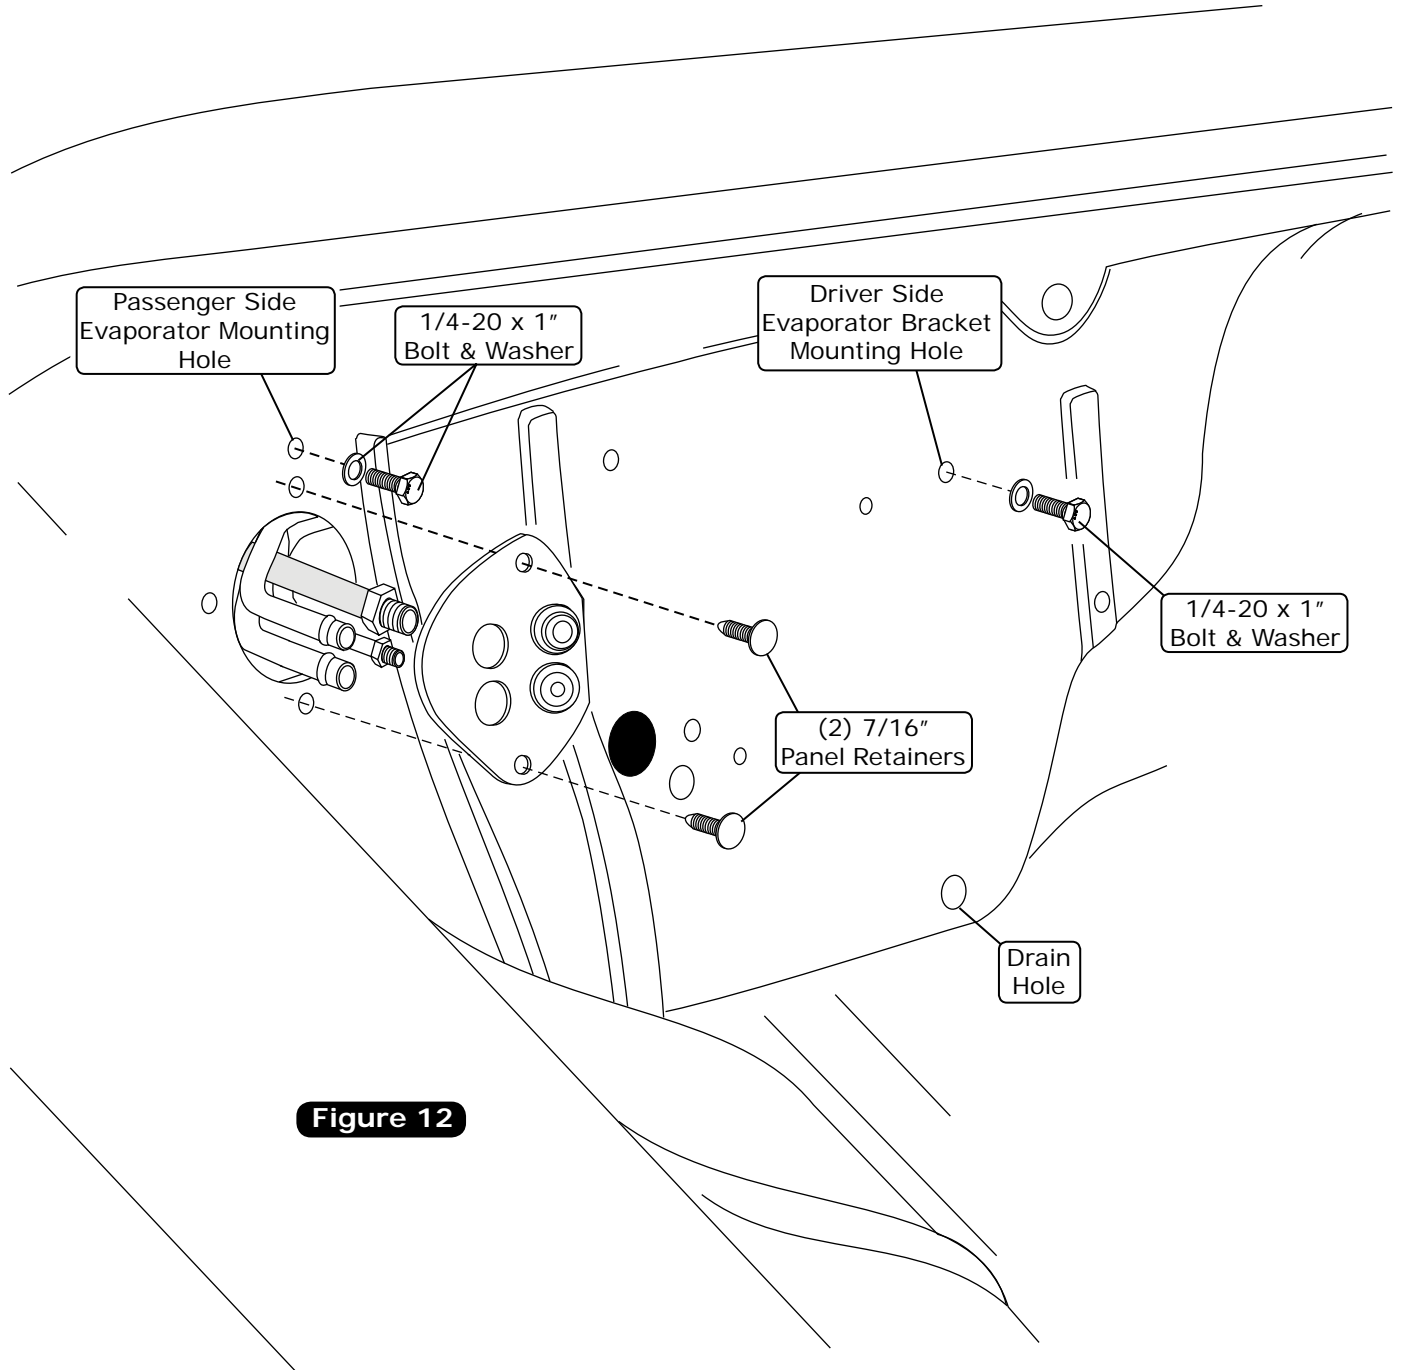 Passenger Side
Evaporator Mounting
Hole
1/4-20 x 1″
Bolt & Washer
Driver Side
Evaporator Bracket
Mounting Hole
1/4-20 x 1″
Bolt & Washer
(2) 7/16″
Panel Retainers
Drain
Hole
Figure 12